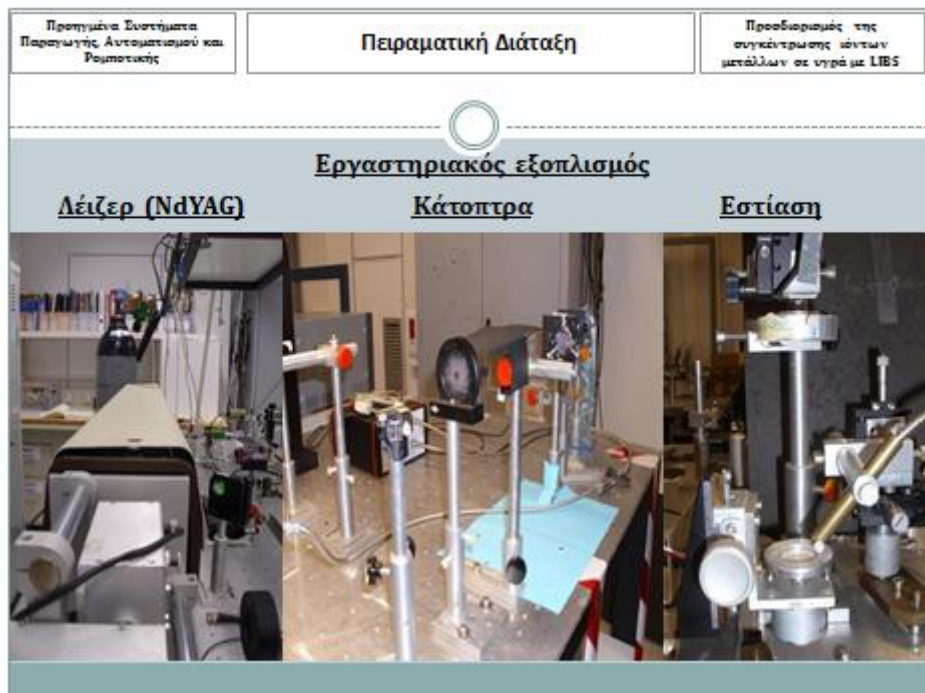 Προηγμένα Συστήματα
Παραγωγής, Αυτοματισμού και
Ρομποτικής
Πειραματική Διάταξη
Προσδιορισμός της
συγκέντρωσης ιόντων
μετάλλων σε υγρά με LIBS
Εργαστηριακός εξοπλισμός
Λέιζερ (NdYAG)
Κάτοπτρα
Εστίαση